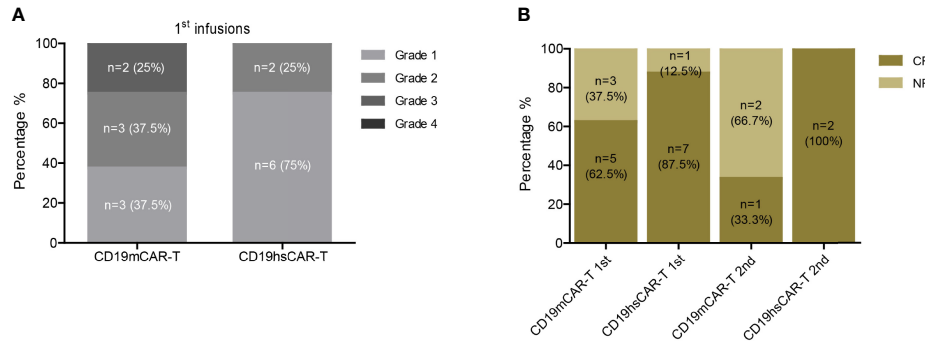 A
1st infusions
Percentage %
100
80
60
40
20
0
n=2 (25%)
n=3 (37.5%)
n=3 (37.5%)
n=2 (25%)
n=6 (75%)
CD19mCAR-T
CD19hsCAR-T
Grade 1
Grade 2
Grade 3
Grade 4
B
Percentage %
100
80
60
40
20
0
n=3
(37.5%)
n=5
(62.5%)
n=1
(12.5%)
n=7
(87.5%)
n=2
(66.7%)
n=1
(33.3%)
n=2
(100%)
CD19mCAR-T 1st
CD19hsCAR-T 1st
CD19mCAR-T 2nd
CD19hsCAR-T 2nd